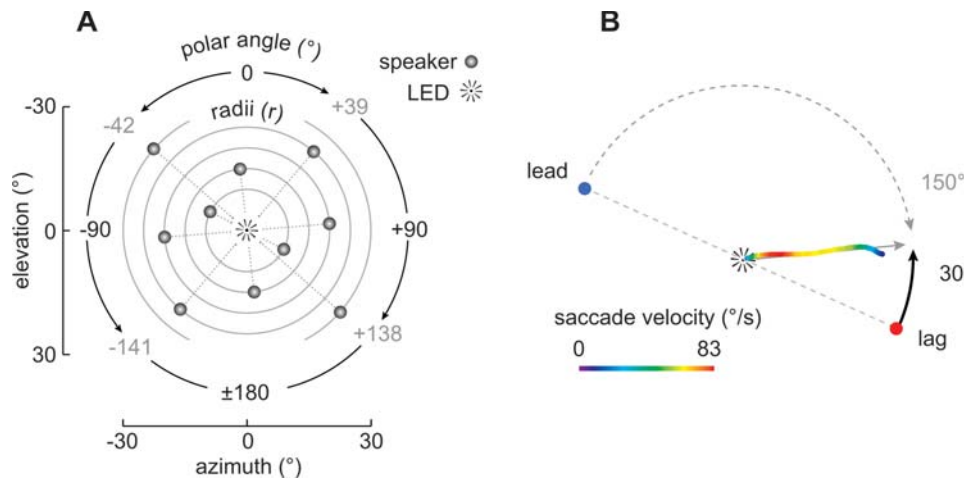 A
polar angle (°)
0
speaker
LED
-30
radii (r)
-42
+39
elevation (°)
0
-90
+90
30
-141
+138
±180
-30
0
30
azimuth (°)
B
lead
150°
30
lag
saccade velocity (°/s)
0
83